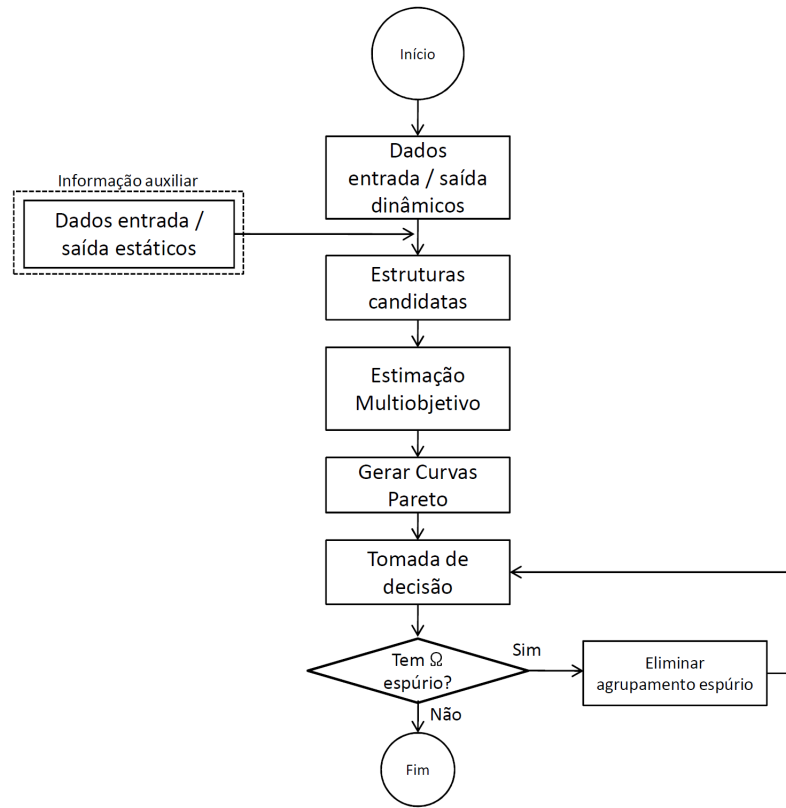 Início
Dados
entrada / saída
dinâmicos
Informação auxiliar
Dados entrada /
saída estáticos
Estruturas
candidatas
Estimação
Multiobjetivo
Gerar Curvas
Pareto
Tomada de
decisão
Tem Ω
espúrio?
Sim
Eliminar
agrupamento espúrio
Não
Fim